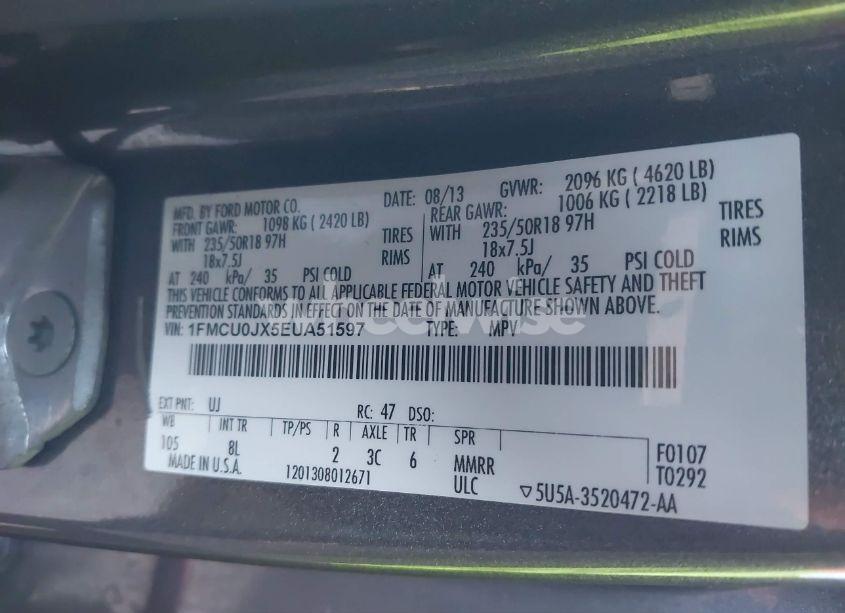 MFD. BY FORD MOTOR CO. DATE: 08/13 GVWR: 2096 KG ( 4620 LB)
FRONT GAWR: 1098 KG ( 2420 LB) REAR GAWR: 1006 KG ( 2218 LB)
WITH 235/50R18 97H TIRES WITH 235/50R18 97H TIRES
18x7.5J RIMS 18x7.5J RIMS
AT 240 kPa/ 35 PSI COLD AT 240 kPa/ 35 PSI COLD
THIS VEHICLE CONFORMS TO ALL APPLICABLE FEDERAL MOTOR VEHICLE SAFETY AND THEFT
PREVENTION STANDARDS IN EFFECT ON THE DATE OF MANUFACTURE SHOWN ABOVE.
VIN: 1FMCU0JX5EUA51597 TYPE: MPV
EXT PNT: UJ RC: 47 DSO:
WB INT TR TP/PS R AXLE TR SPR
105 8L 2 3C 6 MMRR F0107
MADE IN U.S.A. 1201308012671 ULC T0292
▽5U5A-3520472-AA